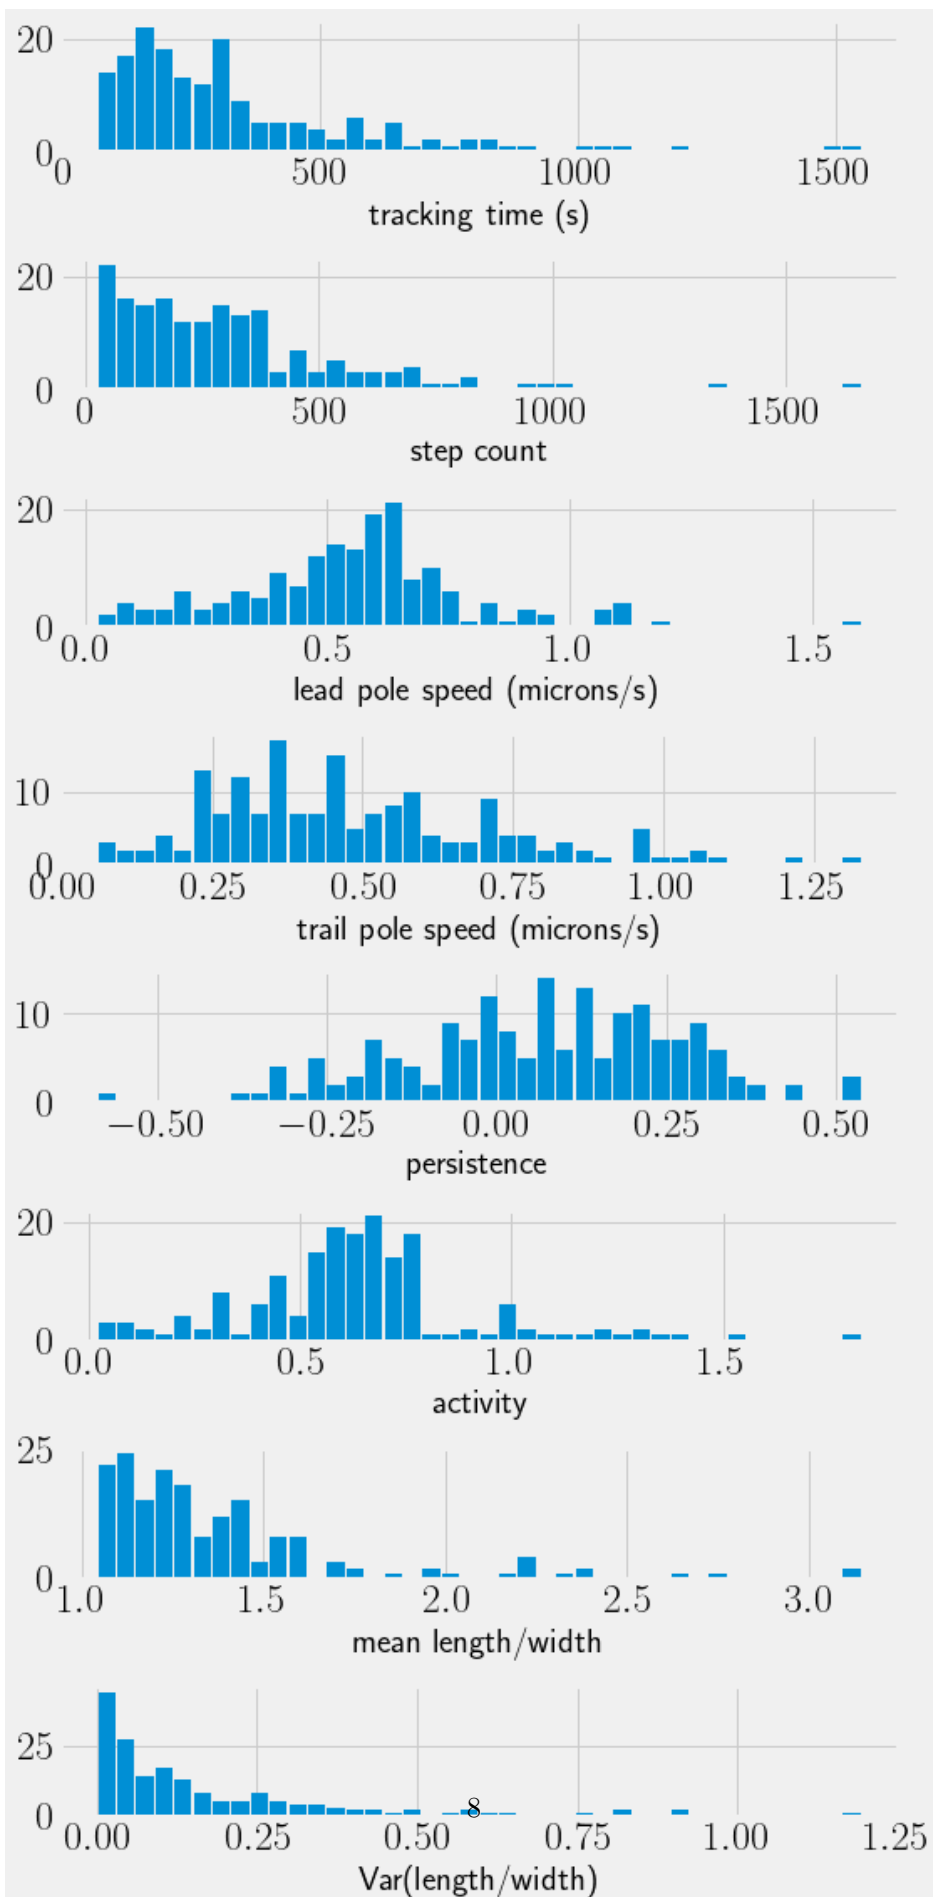 20
0
0 500 1000 1500
tracking time (s)
20
0
0 500 1000 1500
step count
20
0
0.0 0.5 1.0 1.5
lead pole speed (microns/s)
10
0
0.00 0.25 0.50 0.75 1.00 1.25
trail pole speed (microns/s)
10
0
−0.50 −0.25 0.00 0.25 0.50
persistence
20
0
0.0 0.5 1.0 1.5
activity
25
0
1.0 1.5 2.0 2.5 3.0
mean length/width
25
8
0
0.00 0.25 0.50 0.75 1.00 1.25
Var(length/width)